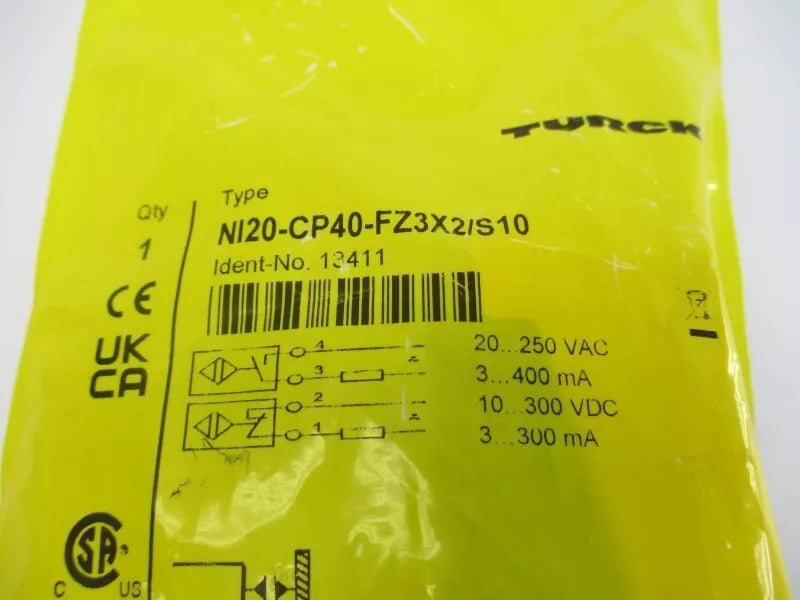 TURCK
Type
Qty
NI20-CP40-FZ3X2/S10
1
Ident-No. 13411
CE
UK
CA
4
20...250 VAC
3
3...400 mA
2
10...300 VDC
1
3...300 mA
SA
C US